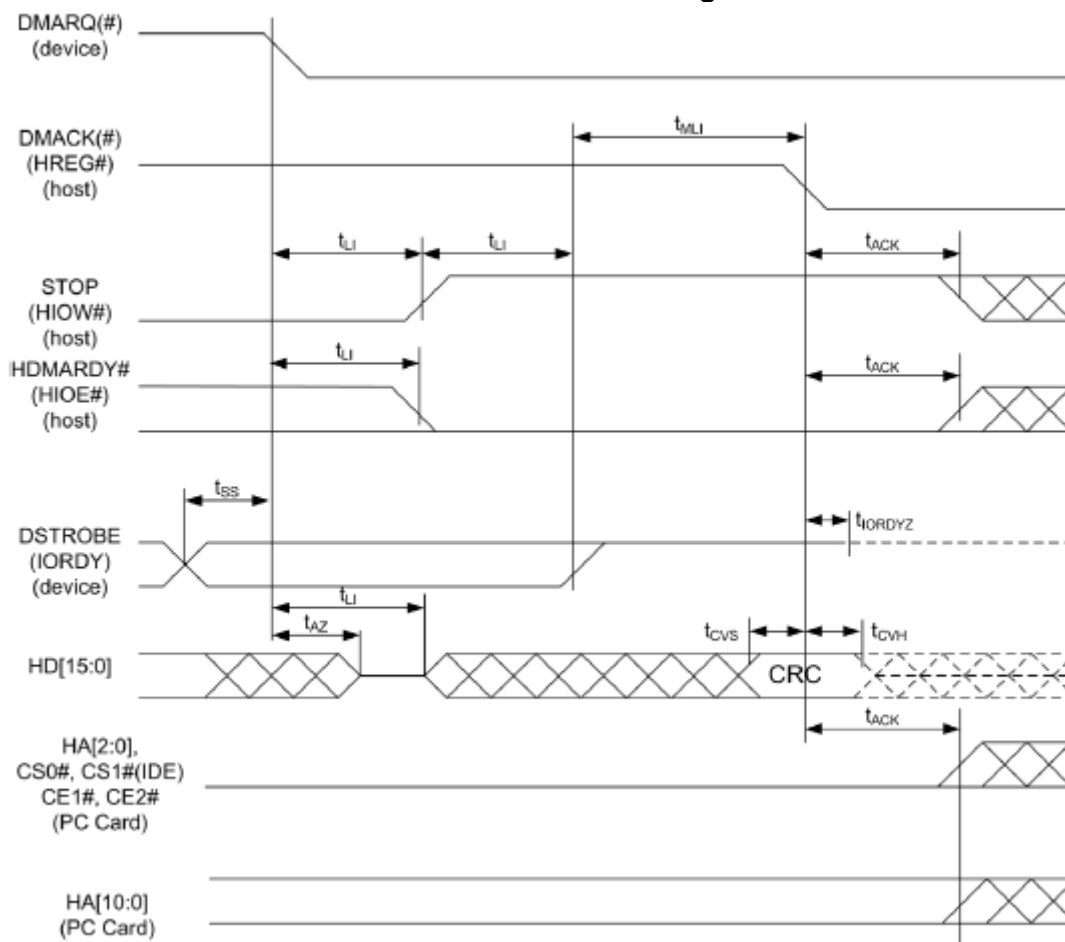 DMARQ(#)
(device)
tMLI
DMACK(#)
(HREG#)
(host)
tLI tLI tACK
STOP
(HIOW#)
(host)
tLI tACK
HDMARDY#
(HIOE#)
(host)
tSS
tIORDYZ
DSTROBE
(IORDY)
(device)
tLI
tAZ tCVS tCVH
HD[15:0] CRC
tACK
HA[2:0],
CS0#, CS1#(IDE)
CE1#, CE2#
(PC Card)
HA[10:0]
(PC Card)